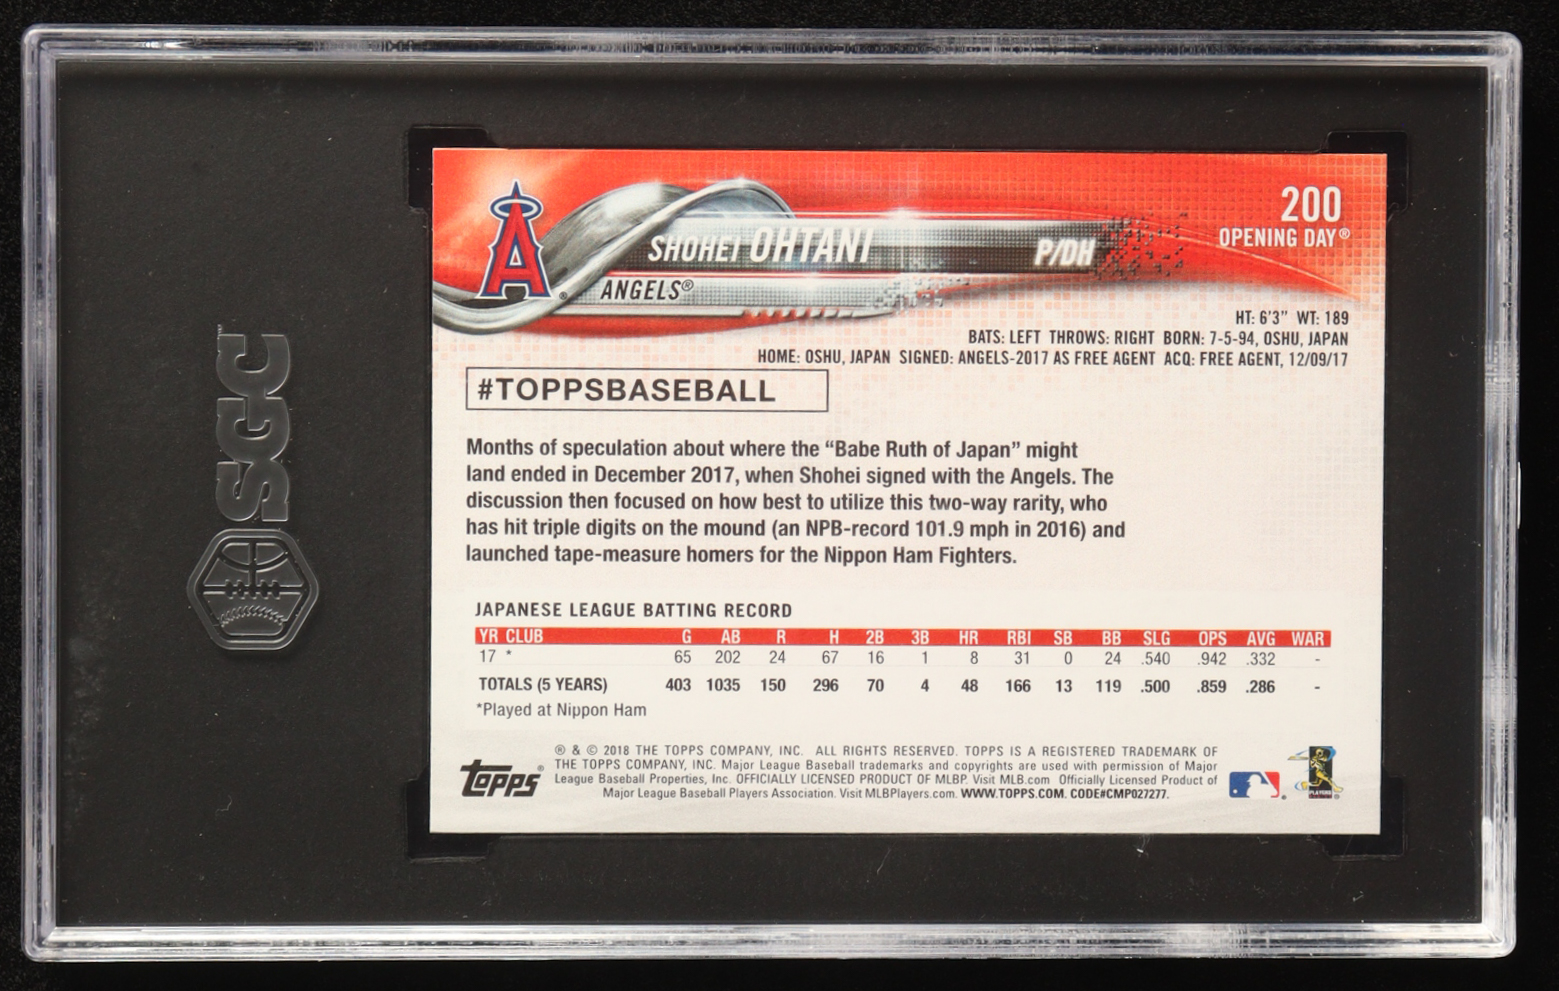 SGC
A
SHOHEI OHTANI P/DH
ANGELS®
200
OPENING DAY®
HT: 6'3" WT: 189
BATS: LEFT THROWS: RIGHT BORN: 7-5-94, OSHU, JAPAN
HOME: OSHU, JAPAN SIGNED: ANGELS-2017 AS FREE AGENT ACQ: FREE AGENT, 12/09/17
#TOPPSBASEBALL
Months of speculation about where the “Babe Ruth of Japan” might
land ended in December 2017, when Shohei signed with the Angels. The
discussion then focused on how best to utilize this two-way rarity, who
has hit triple digits on the mound (an NPB-record 101.9 mph in 2016) and
launched tape-measure homers for the Nippon Ham Fighters.
JAPANESE LEAGUE BATTING RECORD
YR CLUB G AB R H 2B 3B HR RBI SB BB SLG OPS AVG WAR
17 * 65 202 24 67 16 1 8 31 0 24 .540 .942 .332 -
TOTALS (5 YEARS) 403 1035 150 296 70 4 48 166 13 119 .500 .859 .286 -
*Played at Nippon Ham
® & © 2018 THE TOPPS COMPANY, INC. ALL RIGHTS RESERVED. TOPPS IS A REGISTERED TRADEMARK OF
THE TOPPS COMPANY, INC. Major League Baseball trademarks and copyrights are used with permission of Major
League Baseball Properties, Inc. OFFICIALLY LICENSED PRODUCT OF MLBP. Visit MLB.com Officially Licensed Product of
Major League Baseball Players Association. Visit MLBPlayers.com. WWW.TOPPS.COM. CODE#CMP027277.
topps®
PLAYERS